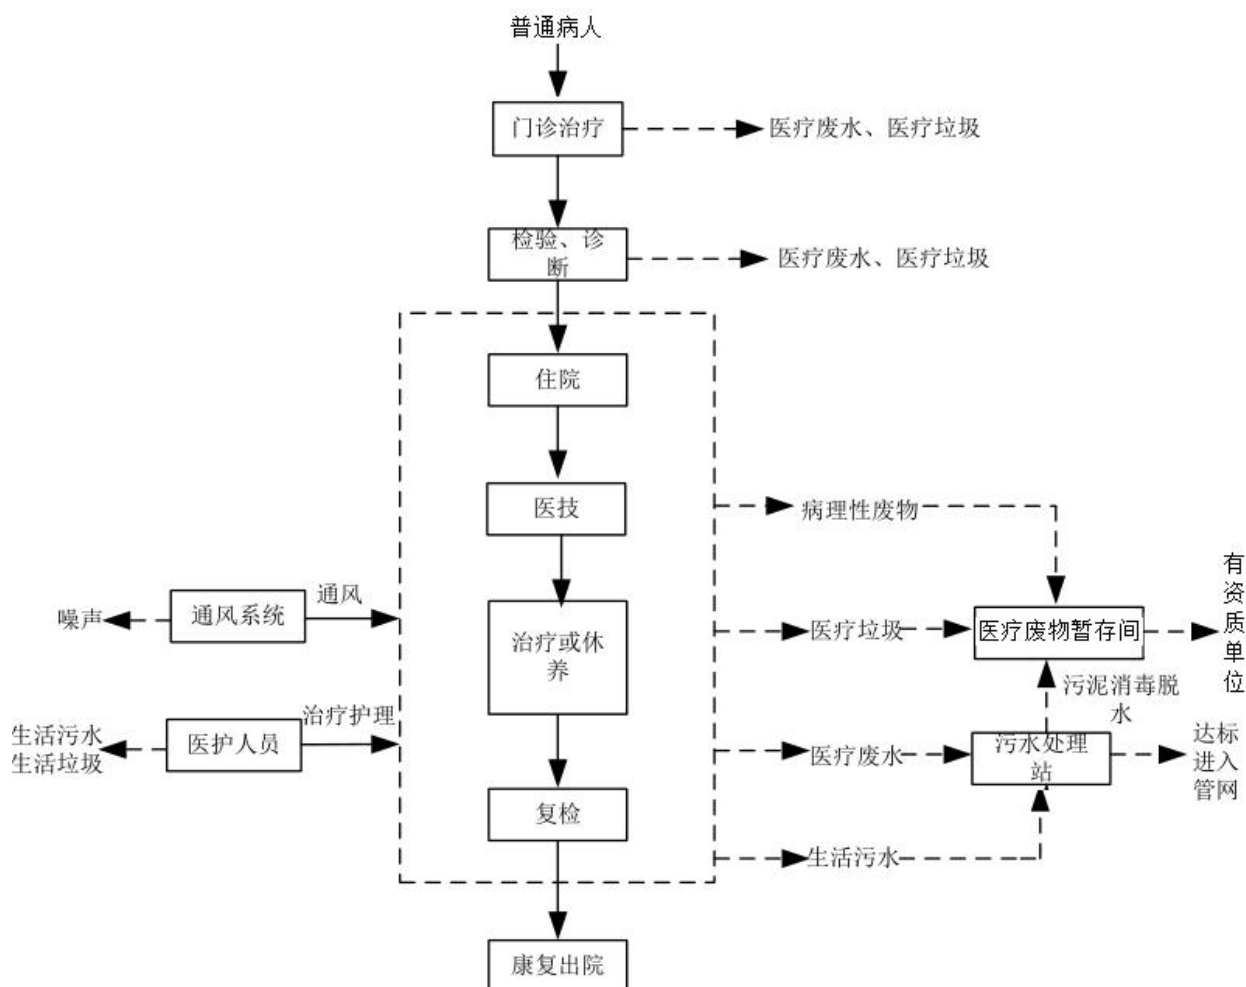 普通病人
门诊治疗
医疗废水、医疗垃圾
检验、诊
断
医疗废水、医疗垃圾
住院
医技
病理性废物
有
资
质
单
位
通风系统
通风
噪声
治疗或休
养
医疗垃圾
医疗废物暂存间
污泥消毒脱
水
医护人员
治疗护理
生活污水
生活垃圾
医疗废水
污水处理
站
达标
进入
管网
复检
生活污水
康复出院